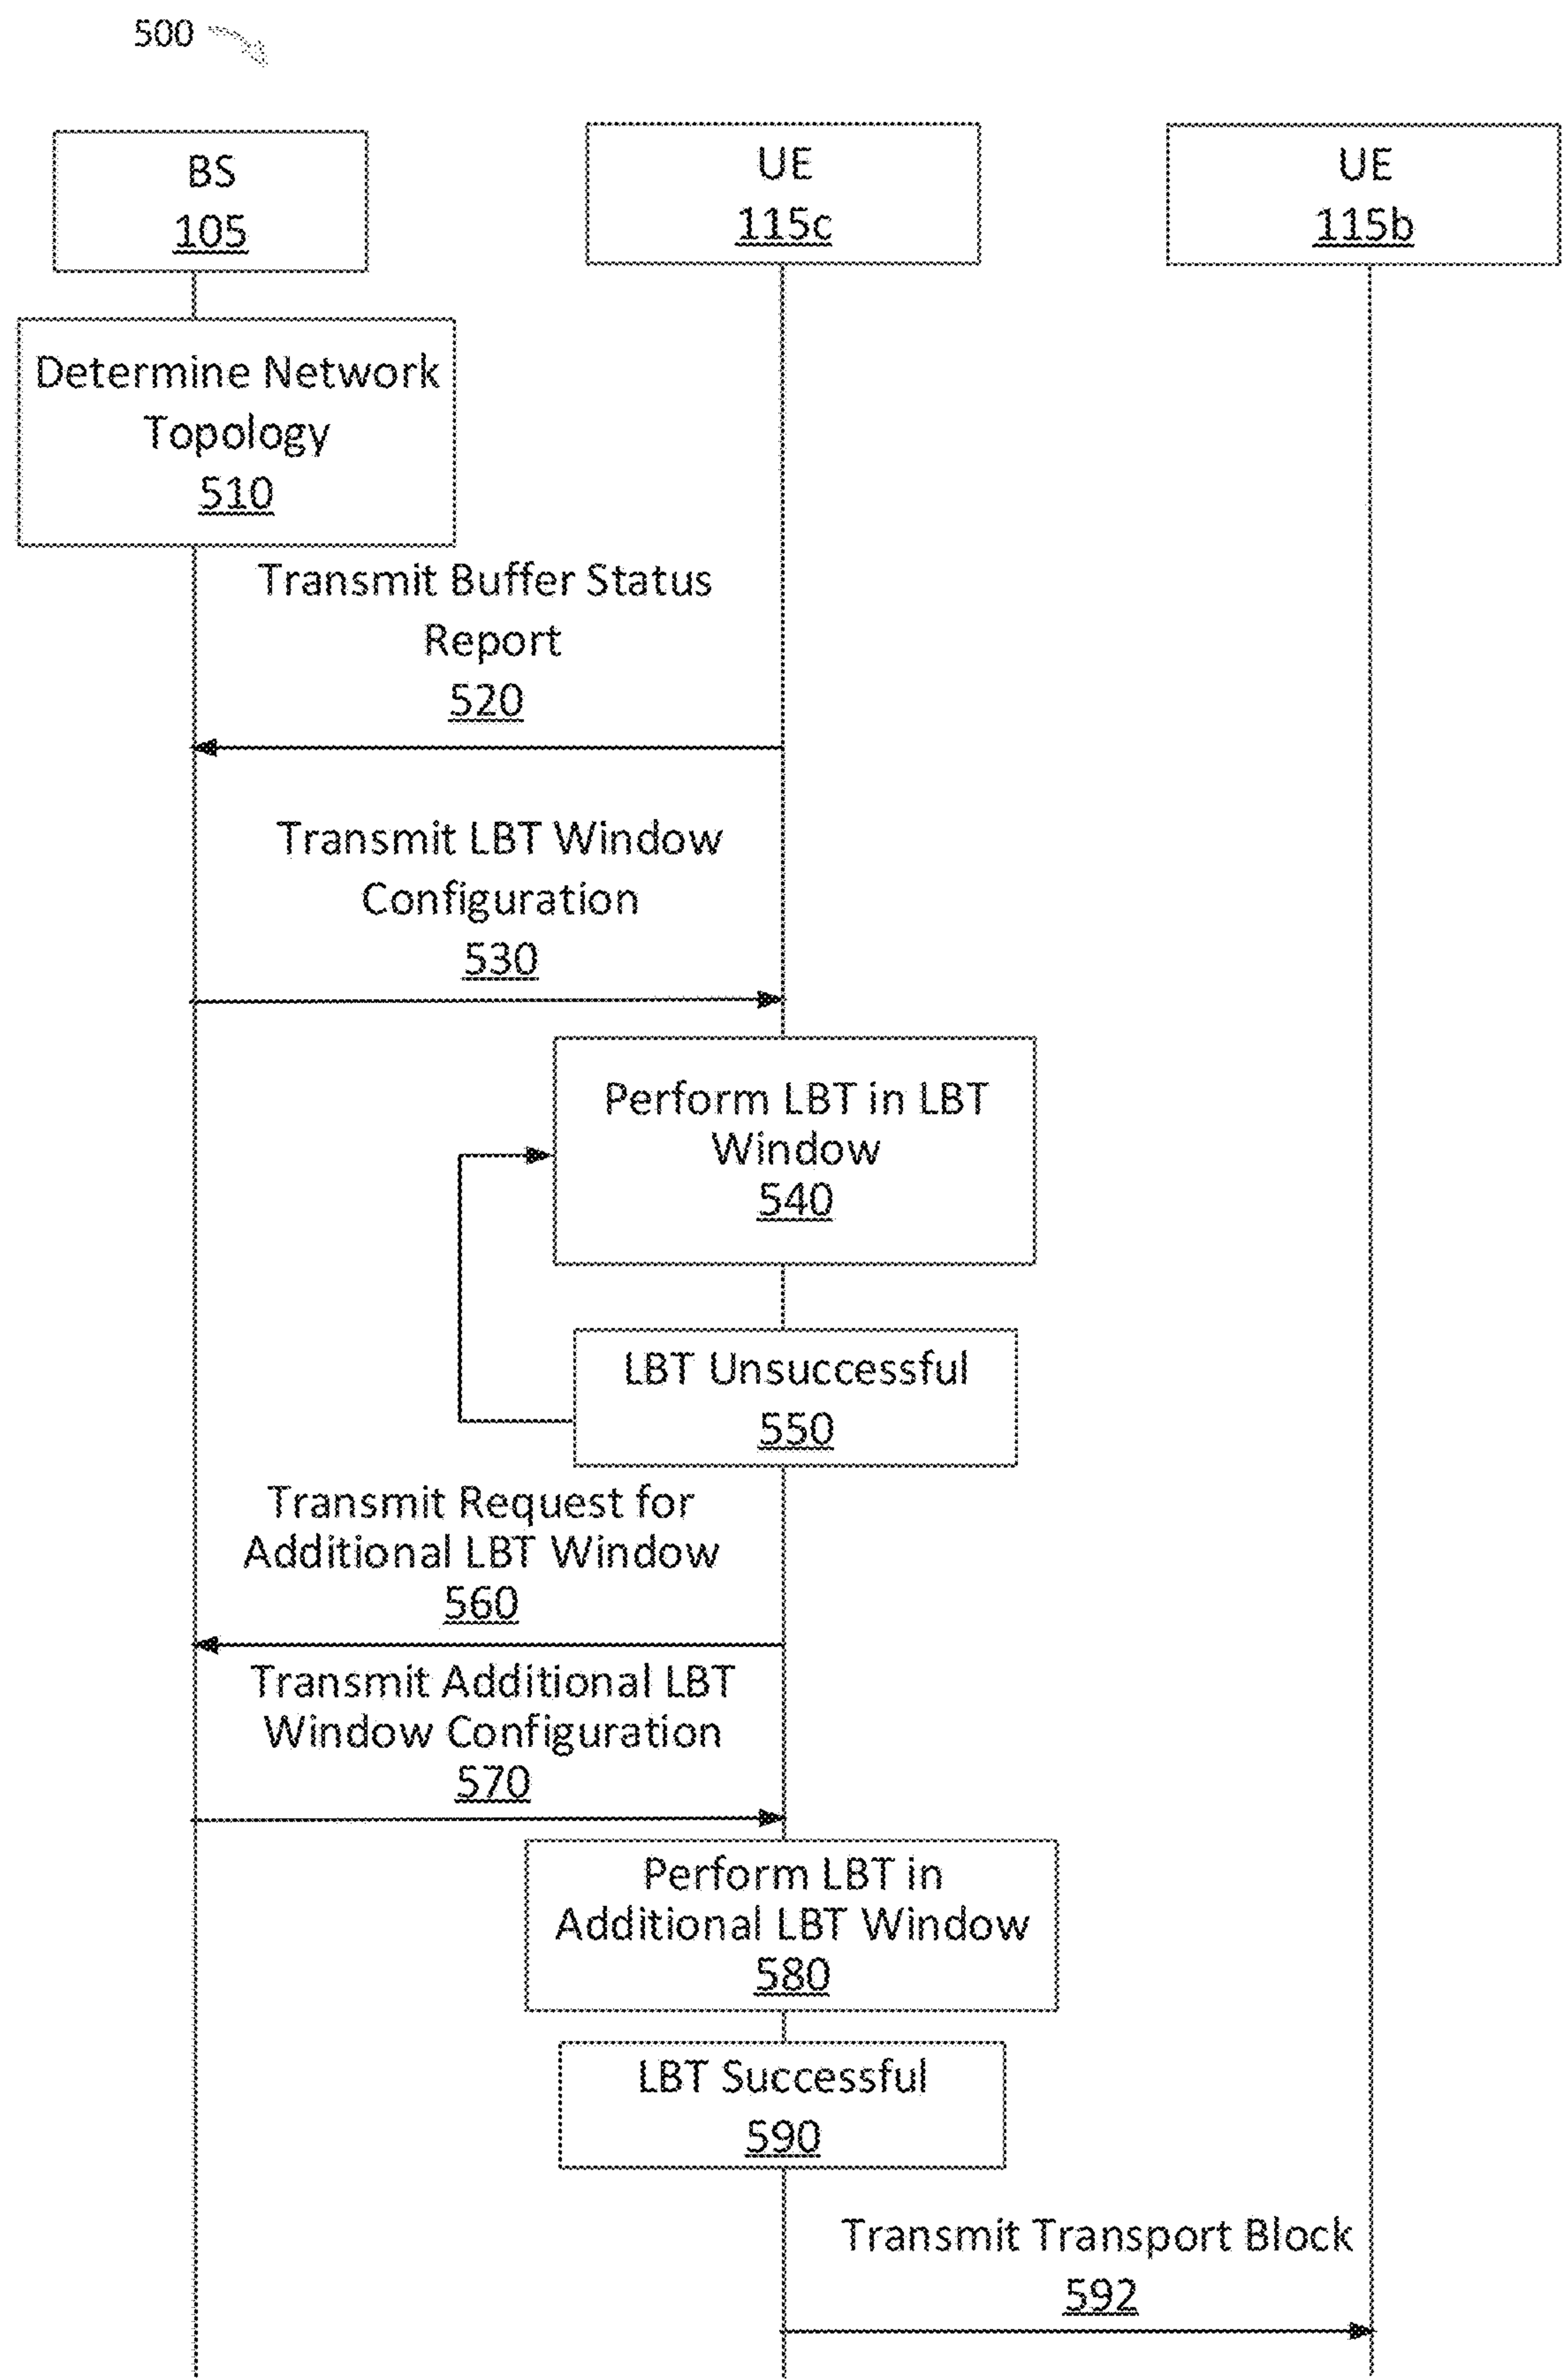 500
BS
105
UE
115c
UE
115b
Determine Network
Topology
510
Transmit Buffer Status
Report
520
Transmit LBT Window
Configuration
530
Perform LBT in LBT
Window
540
LBT Unsuccessful
550
Transmit Request for
Additional LBT Window
560
Transmit Additional LBT
Window Configuration
570
Perform LBT in
Additional LBT Window
580
LBT Successful
590
Transmit Transport Block
592